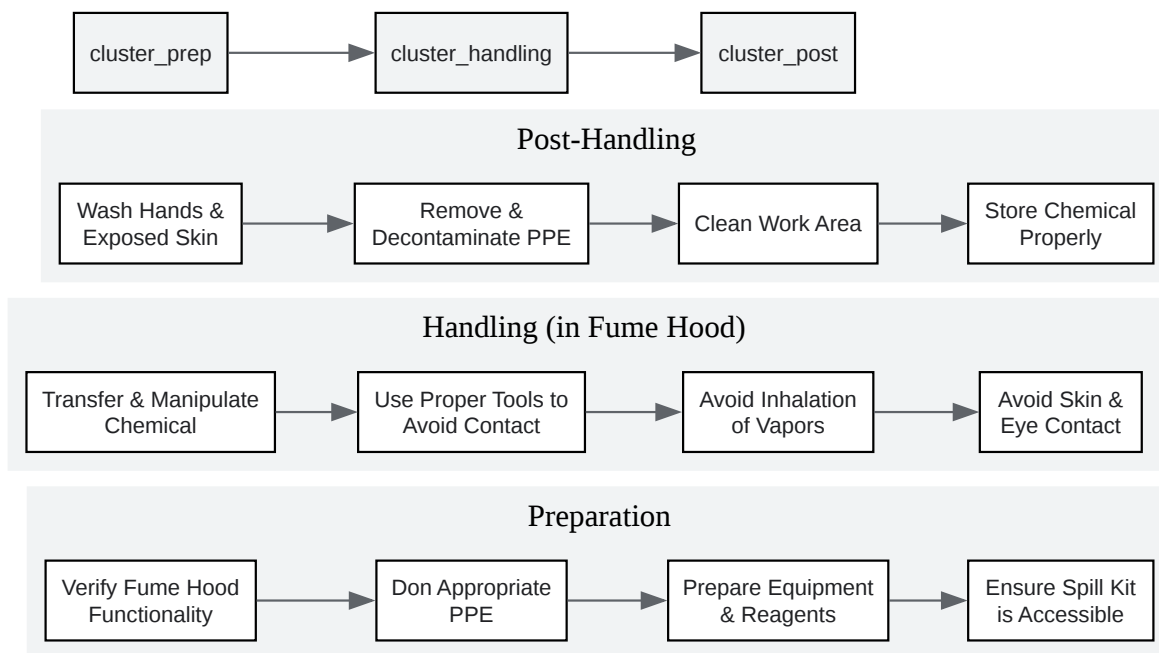 cluster_prep
cluster_handling
cluster_post
Post-Handling
Wash Hands &
Exposed Skin
Remove &
Decontaminate PPE
Clean Work Area
Store Chemical
Properly
Handling (in Fume Hood)
Transfer & Manipulate
Chemical
Use Proper Tools to
Avoid Contact
Avoid Inhalation
of Vapors
Avoid Skin &
Eye Contact
Preparation
Verify Fume Hood
Functionality
Don Appropriate
PPE
Prepare Equipment
& Reagents
Ensure Spill Kit
is Accessible